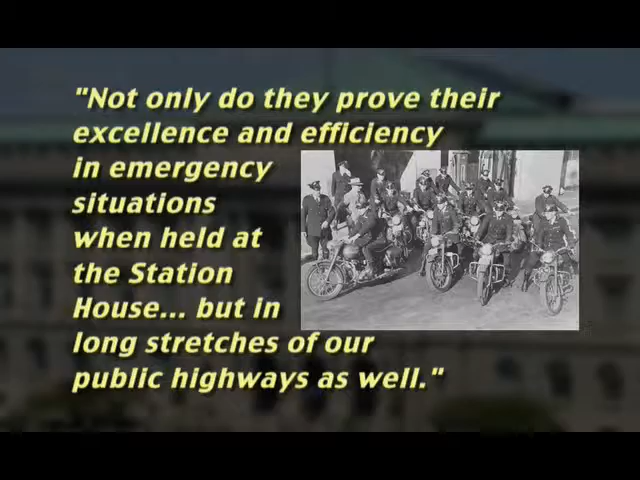 "Not only do they prove their
excellence and efficiency
in emergency
situations
when held at
the Station
House... but in
long stretches of our
public highways as well."